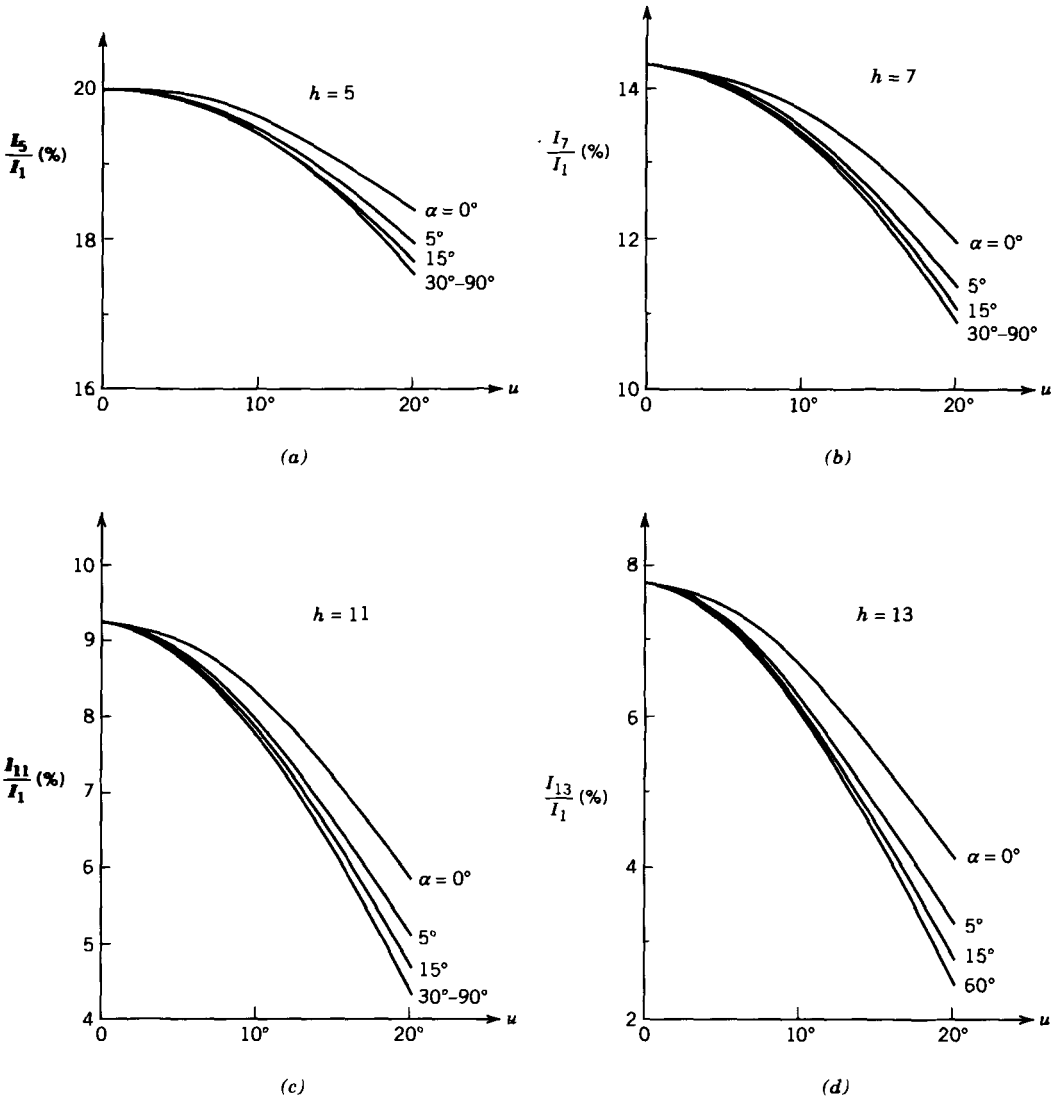 20
h = 5
I5/I1 (%)
α = 0°
5°
15°
30°–90°
18
16
0
10°
20°
u
(a)
14
h = 7
I7/I1 (%)
α = 0°
5°
15°
30°–90°
12
10
0
10°
20°
u
(b)
10
h = 11
9
8
I11/I1 (%)
7
6
α = 0°
5°
5
15°
30°–90°
4
0
10°
20°
u
(c)
8
h = 13
6
I13/I1 (%)
α = 0°
4
5°
15°
60°
2
0
10°
20°
u
(d)